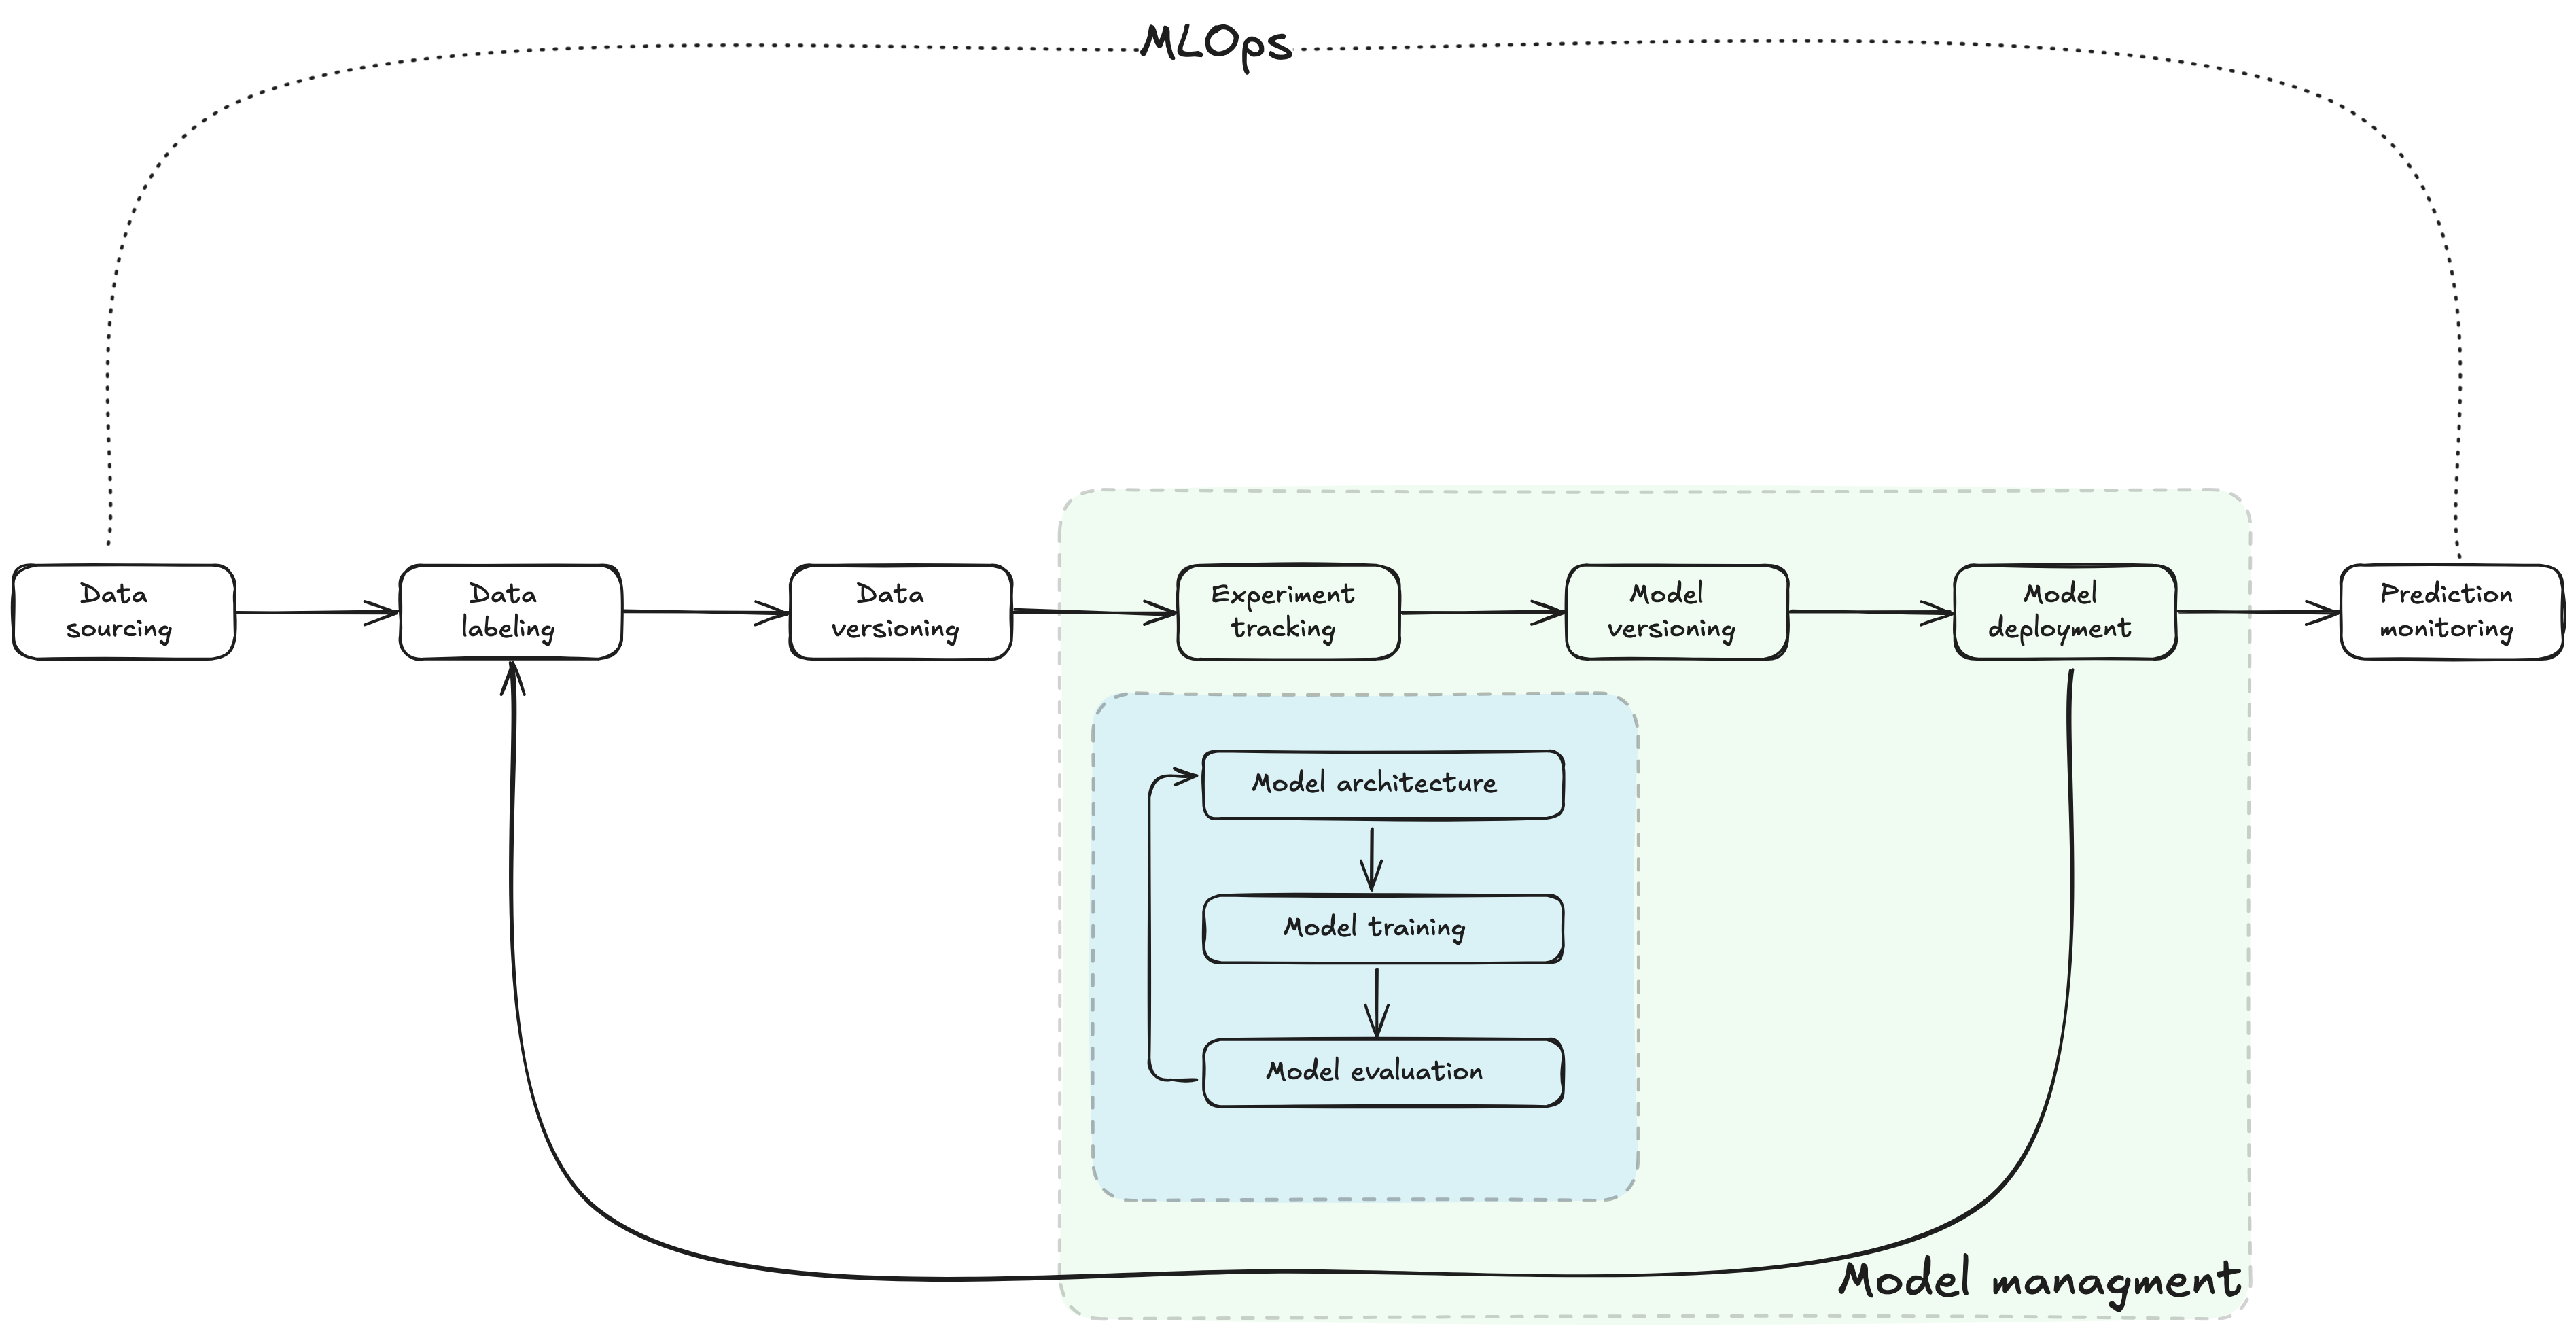 MLOps
Data
sourcing
Data
labeling
Data
versioning
Experiment
tracking
Model
versioning
Model
deployment
Prediction
monitoring
Model architecture
Model training
Model evaluation
Model managment